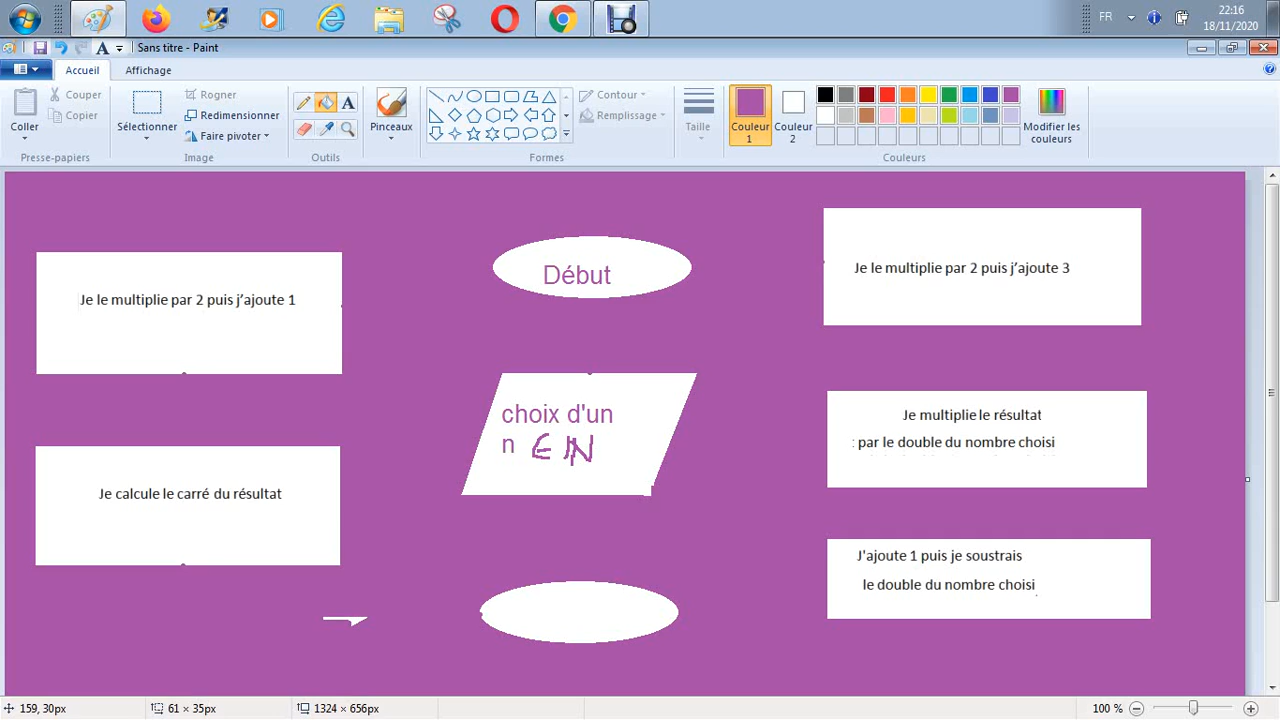 FR
22:16
18/11/2020
Sans titre - Paint
Accueil
Affichage
Coller
Couper
Copier
Presse-papiers
Sélectionner
Rogner
Redimensionner
Faire pivoter
Image
Outils
Pinceaux
Formes
Contour
Remplissage
Taille
Couleur
1
Couleur
2
Modifier les
couleurs
Couleurs
Je le multiplie par 2 puis j’ajoute 1
Je calcule le carré du résultat
Début
choix d'un
n ∈ ℕ
Je le multiplie par 2 puis j’ajoute 3
Je multiplie le résultat
: par le double du nombre choisi
J'ajoute 1 puis je soustrais
le double du nombre choisi
159, 30px
61 × 35px
1324 × 656px
100 %